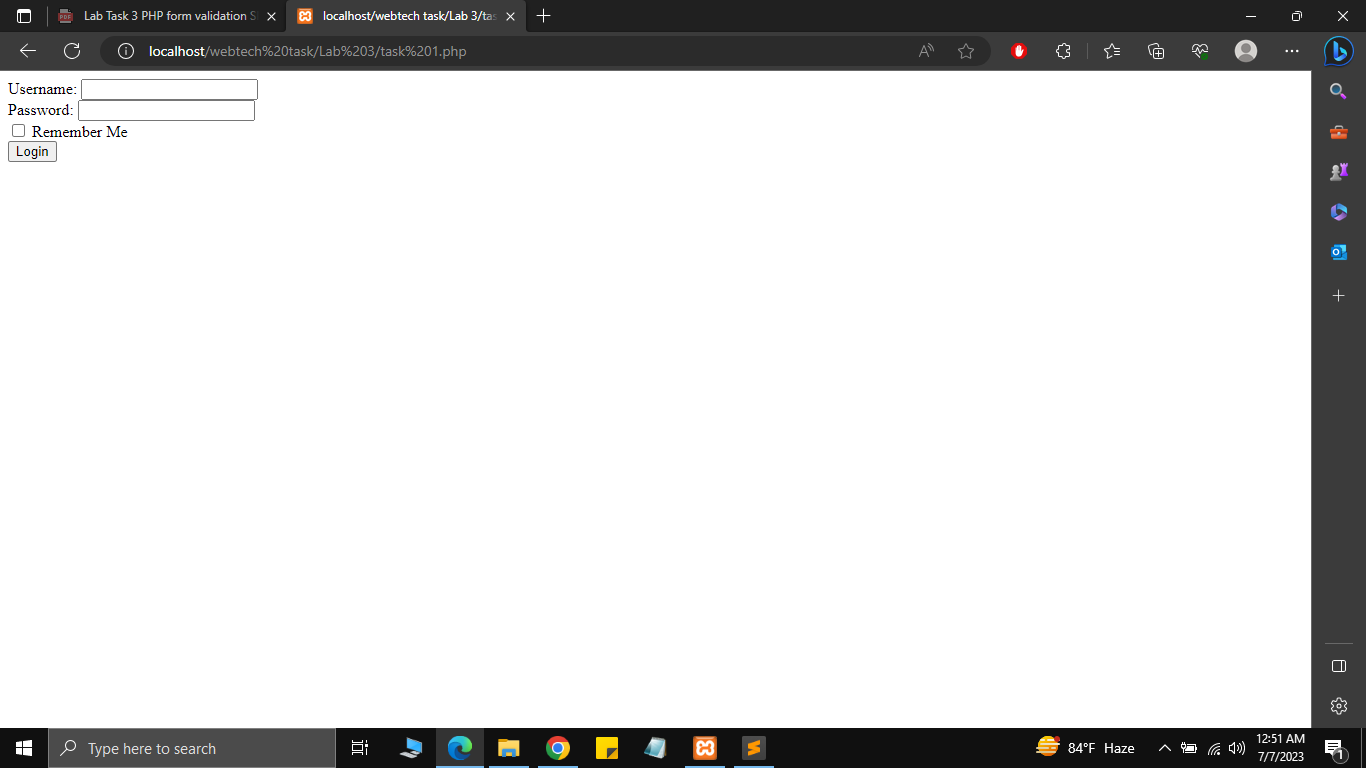 Lab Task 3 PHP form validation S
localhost/webtech task/Lab 3/tas
localhost/webtech%20task/Lab%203/task%201.php
Username:
Password:
Remember Me
Login
Type here to search
84°F Haze
12:51 AM
7/7/2023
1